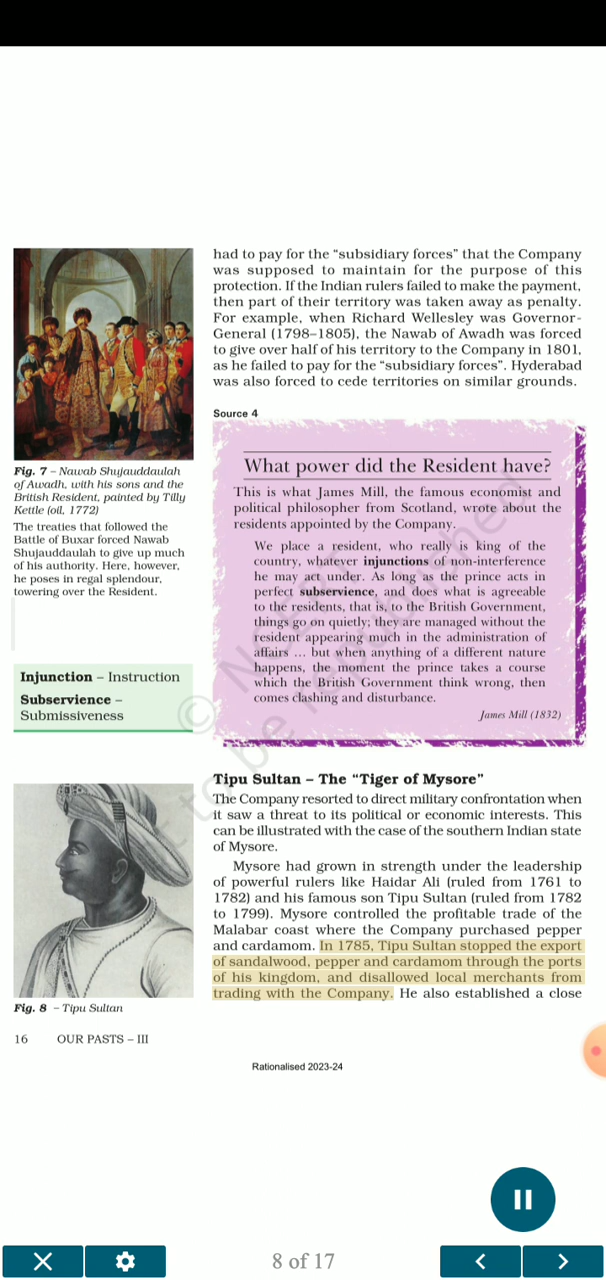 had to pay for the “subsidiary forces” that the Company
was supposed to maintain for the purpose of this
protection. If the Indian rulers failed to make the payment,
then part of their territory was taken away as penalty.
For example, when Richard Wellesley was Governor-
General (1798–1805), the Nawab of Awadh was forced
to give over half of his territory to the Company in 1801,
as he failed to pay for the “subsidiary forces”. Hyderabad
was also forced to cede territories on similar grounds.
Fig. 7 – Nawab Shujauddaulah
of Awadh, with his sons and the
British Resident, painted by Tilly
Kettle (oil, 1772)
The treaties that followed the
Battle of Buxar forced Nawab
Shujauddaulah to give up much
of his authority. Here, however,
he poses in regal splendour,
towering over the Resident.
Source 4
What power did the Resident have?
This is what James Mill, the famous economist and
political philosopher from Scotland, wrote about the
residents appointed by the Company.
We place a resident, who really is king of the
country, whatever injunctions of non-interference
he may act under. As long as the prince acts in
perfect subservience, and does what is agreeable
to the residents, that is, to the British Government,
things go on quietly; they are managed without the
resident appearing much in the administration of
affairs ... but when anything of a different nature
happens, the moment the prince takes a course
which the British Government think wrong, then
comes clashing and disturbance.
James Mill (1832)
Injunction – Instruction
Subservience –
Submissiveness
Tipu Sultan – The “Tiger of Mysore”
The Company resorted to direct military confrontation when
it saw a threat to its political or economic interests. This
can be illustrated with the case of the southern Indian state
of Mysore.
Mysore had grown in strength under the leadership
of powerful rulers like Haidar Ali (ruled from 1761 to
1782) and his famous son Tipu Sultan (ruled from 1782
to 1799). Mysore controlled the profitable trade of the
Malabar coast where the Company purchased pepper
and cardamom. In 1785, Tipu Sultan stopped the export
of sandalwood, pepper and cardamom through the ports
of his kingdom, and disallowed local merchants from
trading with the Company. He also established a close
Fig. 8 – Tipu Sultan
16 OUR PASTS – III
Rationalised 2023-24
8 of 17